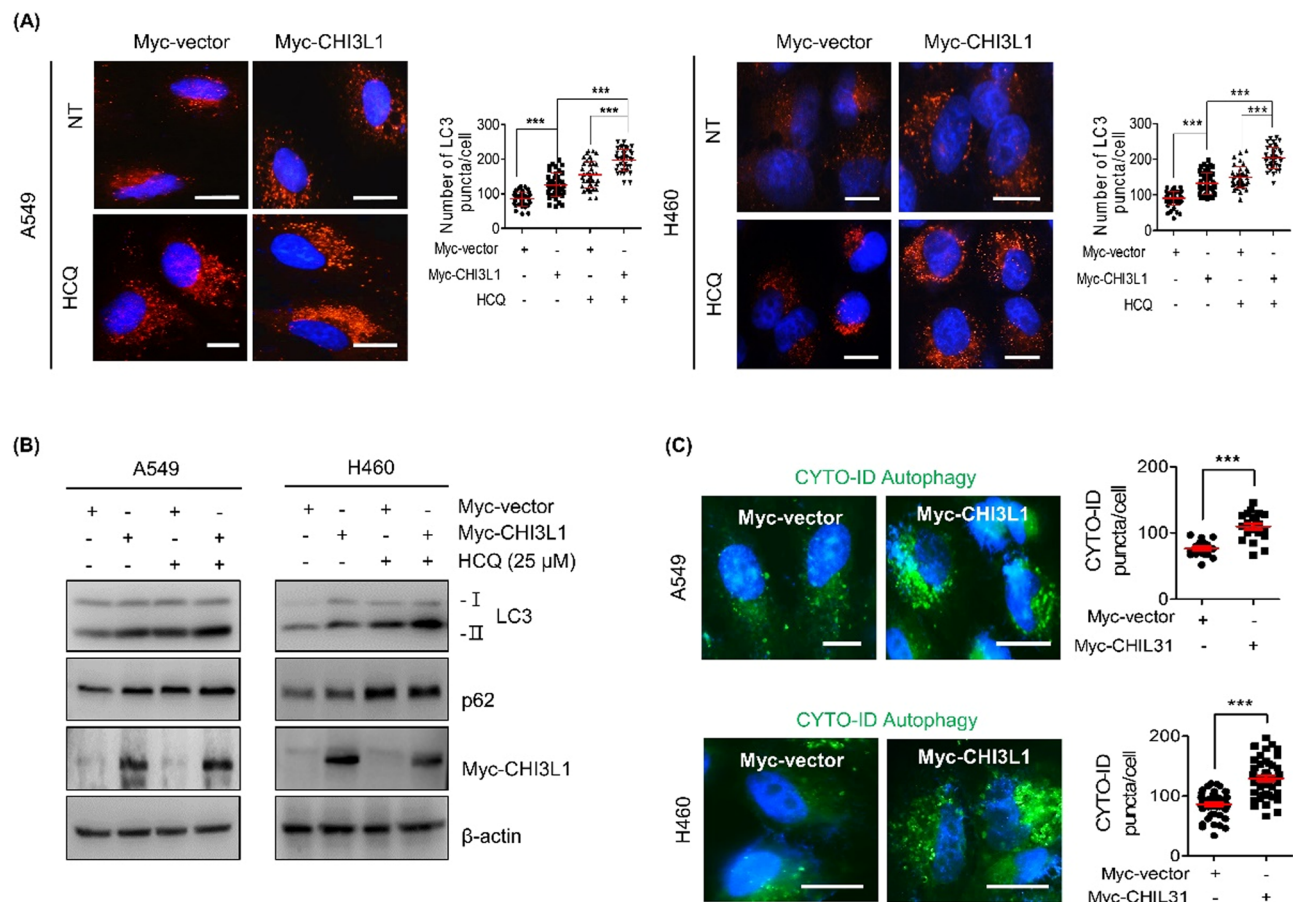 (A)
Myc-vector Myc-CHI3L1
A549
NT
HCQ
Number of LC3
puncta/cell
300
200
100
0
***
***
***
Myc-vector + - + -
Myc-CHI3L1 - + - +
HCQ - - + +
Myc-vector Myc-CHI3L1
H460
NT
HCQ
Number of LC3
puncta/cell
300
200
100
0
***
***
***
Myc-vector + - + -
Myc-CHI3L1 - + - +
HCQ - - + +
(B)
A549 H460
+ - + - + - + - Myc-vector
- + - + - + - + Myc-CHI3L1
- - + + - - + + HCQ (25 μM)
- I
LC3
-II
p62
Myc-CHI3L1
β-actin
(C)
CYTO-ID Autophagy
A549
Myc-vector Myc-CHI3L1
CYTO-ID
puncta/cell
200
100
0
***
Myc-vector + -
Myc-CHIL31 - +
CYTO-ID Autophagy
H460
Myc-vector Myc-CHI3L1
CYTO-ID
puncta/cell
200
100
0
***
Myc-vector + -
Myc-CHIL31 - +